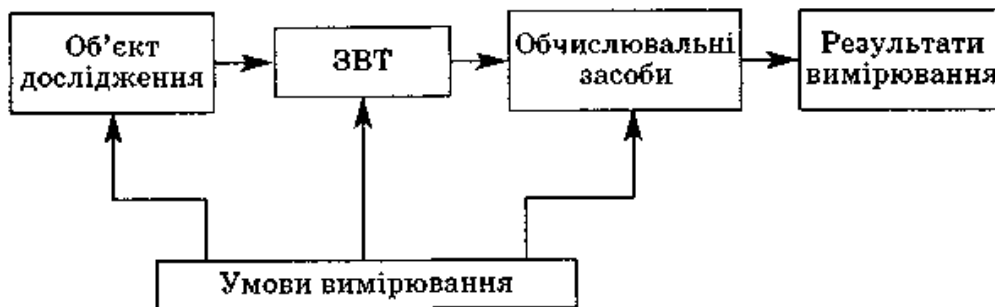 Об’єкт
дослідження
ЗВТ
Обчислювальні
засоби
Результати
вимірювання
Умови вимірювання